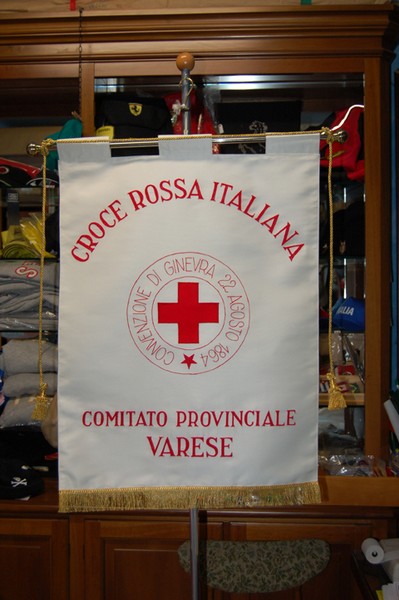 CROCE ROSSA ITALIANA
CONVENZIONE DI GINEVRA 22 AGOSTO 1864
COMITATO PROVINCIALE
VARESE